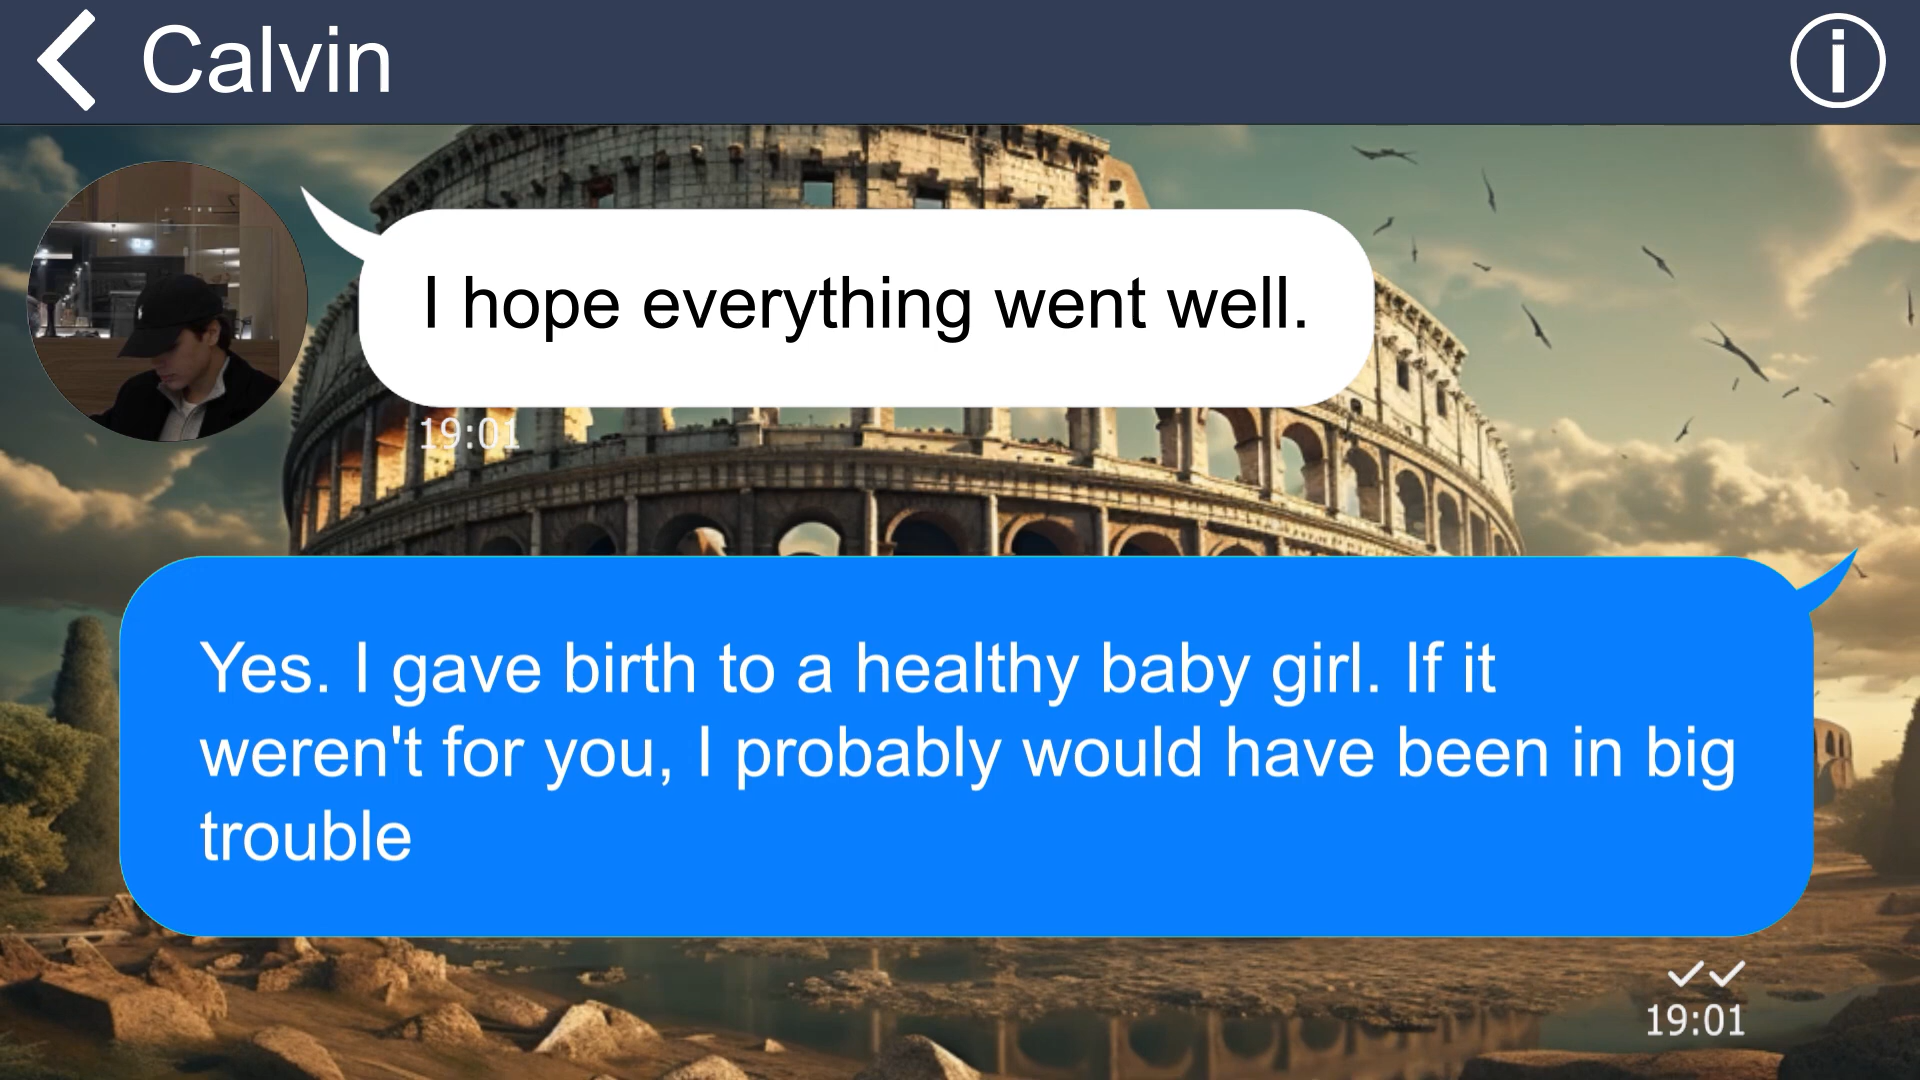 Calvin
I hope everything went well.
19:01
Yes. I gave birth to a healthy baby girl. If it
weren't for you, I probably would have been in big
trouble
19:01